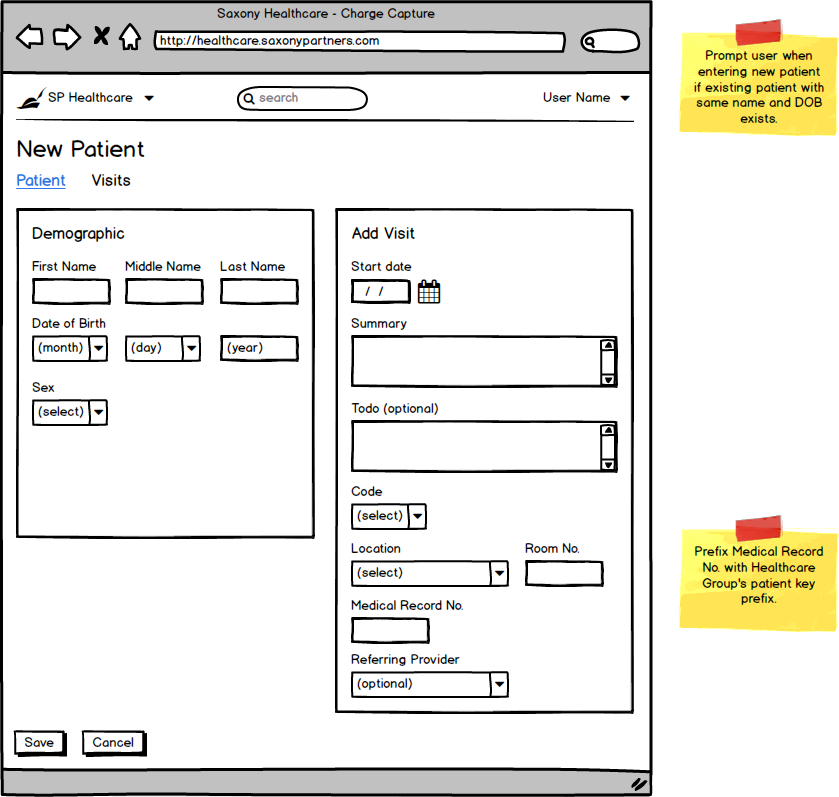 Saxony Healthcare - Charge Capture
http://healthcare.saxonypartners.com
SP Healthcare
search
User Name
New Patient
Patient
Visits
Demographic
First Name
Middle Name
Last Name
Date of Birth
(month)
(day)
(year)
Sex
(select)
Add Visit
Start date
/ /
Summary
Todo (optional)
Code
(select)
Location
Room No.
(select)
Medical Record No.
Referring Provider
(optional)
Save
Cancel
Prompt user when
entering new patient
if existing patient with
same name and DOB
exists.
Prefix Medical Record
No. with Healthcare
Group's patient key
prefix.